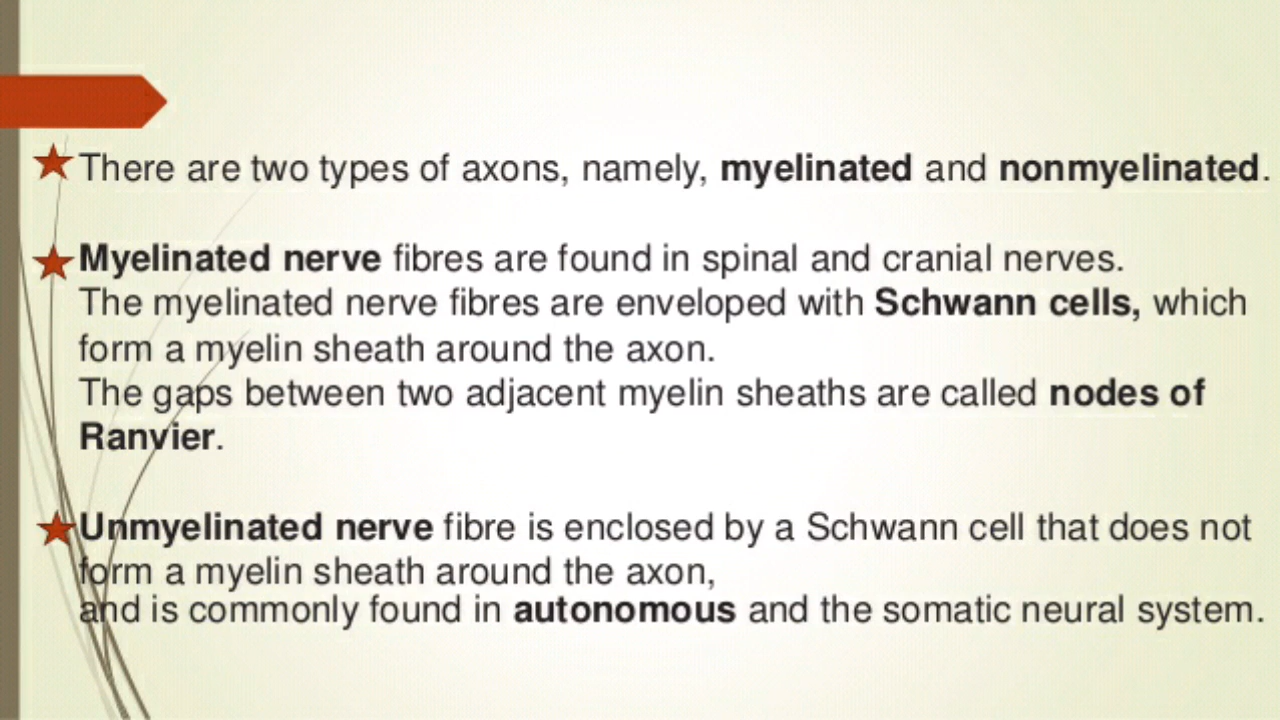 There are two types of axons, namely, myelinated and nonmyelinated.
Myelinated nerve fibres are found in spinal and cranial nerves.
The myelinated nerve fibres are enveloped with Schwann cells, which
form a myelin sheath around the axon.
The gaps between two adjacent myelin sheaths are called nodes of
Ranvier.
Unmyelinated nerve fibre is enclosed by a Schwann cell that does not
form a myelin sheath around the axon,
and is commonly found in autonomous and the somatic neural system.